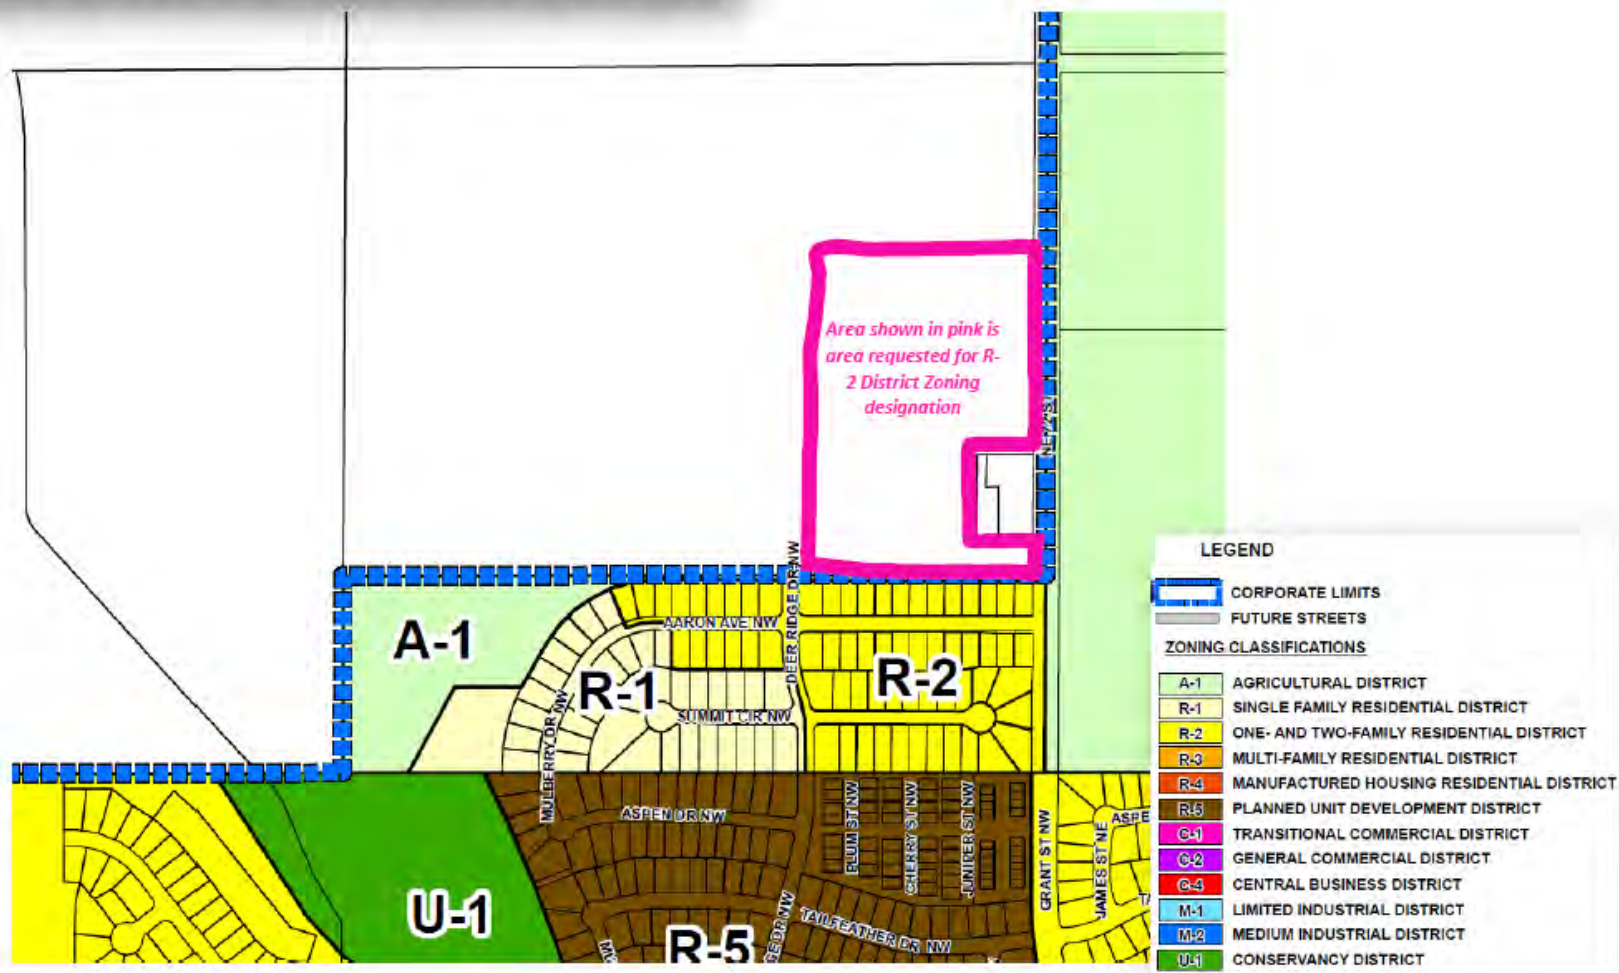 Area shown in pink is
area requested for R-
2 District Zoning
designation
NE 72 ST
DEER RIDGE DR NW
A-1
R-1
R-2
AARON AVE NW
SUMMIT CIR NW
MULBERRY DR NW
ASPEN DR NW
PLUM ST NW
CHERRY ST NW
JUNIPER ST NW
GRANT ST NW
JAMES ST NE
ASPE
U-1
R-5
GE DR NW
TAILFEATHER DR NW
LEGEND
CORPORATE LIMITS
FUTURE STREETS
ZONING CLASSIFICATIONS
A-1 AGRICULTURAL DISTRICT
R-1 SINGLE FAMILY RESIDENTIAL DISTRICT
R-2 ONE- AND TWO-FAMILY RESIDENTIAL DISTRICT
R-3 MULTI-FAMILY RESIDENTIAL DISTRICT
R-4 MANUFACTURED HOUSING RESIDENTIAL DISTRICT
R-5 PLANNED UNIT DEVELOPMENT DISTRICT
C-1 TRANSITIONAL COMMERCIAL DISTRICT
C-2 GENERAL COMMERCIAL DISTRICT
C-4 CENTRAL BUSINESS DISTRICT
M-1 LIMITED INDUSTRIAL DISTRICT
M-2 MEDIUM INDUSTRIAL DISTRICT
U-1 CONSERVANCY DISTRICT